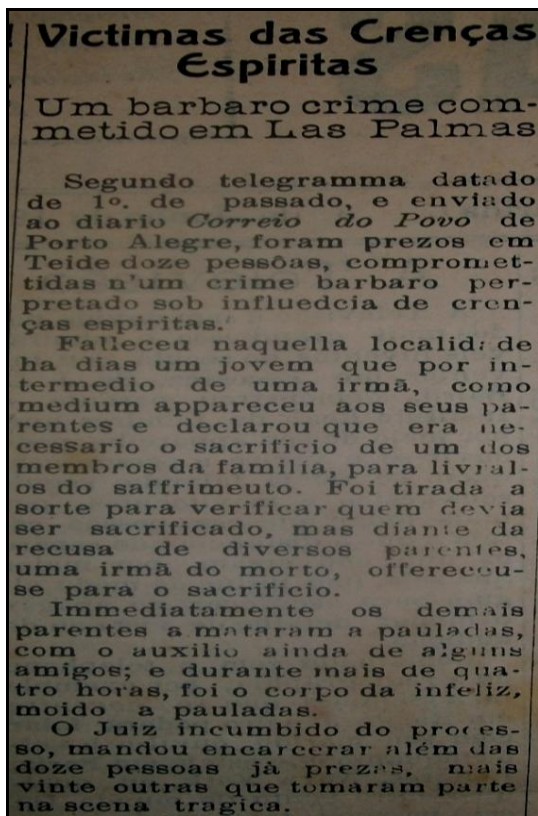 Victimas das Crenças
Espiritas
Um barbaro crime com-
mettido em Las Palmas
Segundo telegramma datado
de 1º. de passado, e enviado
ao diario Correio do Povo de
Porto Alegre, foram prezos em
Teide doze pessôas, compromet-
tidas n'um crime barbaro per-
pretado sob influedcia de cren-
ças espiritas.
Falleceu naquella localid de
ha dias um jovem que por in-
termedio de uma irmã, como
medium appareceu aos seus pa-
rentes e declarou que era ne-
cessario o sacrificio de um dos
membros da familia, para livral-
os do saffrimeuto. Foi tirada a
sorte para verificar quem devia
ser sacrificado, mas diante da
recusa de diversos parentes,
uma irmã do morto, offereceu-
se para o sacrificio.
Immediatamente os demais
parentes a mataram a pauladas,
com o auxilio ainda de alguns
amigos; e durante mais de qua-
tro horas, foi o corpo da infeliz,
moido a pauladas.
O Juiz incumbido do proces-
so, mandou encarcerar além das
doze pessoas jà prezas, mais
vinte outras que tomaram parte
na scena tragica.